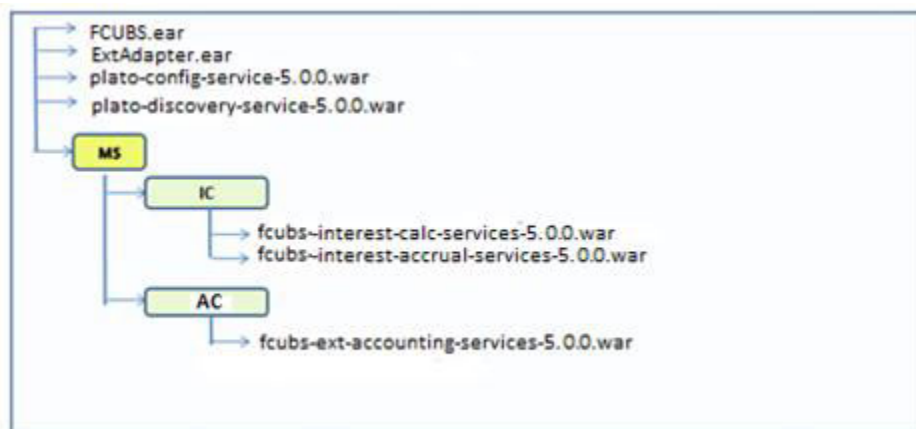 FCUBS.ear
ExtAdapter.ear
plato-config-service-5.0.0.war
plato-discovery-service-5.0.0.war
MS
IC
fcubs~interest-calc-services-5.0.0.war
fcubs~interest-accrual-services-5.0.0.war
AC
fcubs-ext-accounting-services-5.0.0.war